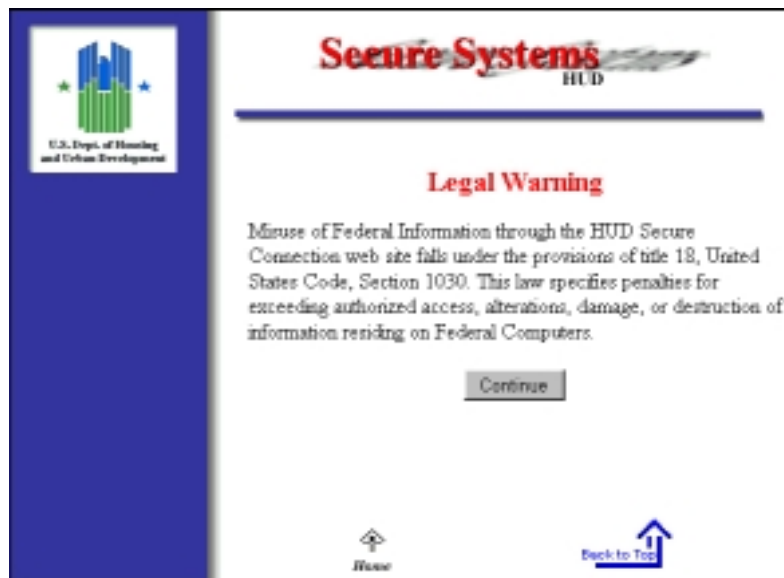 U.S. Dept. of Housing
and Urban Development
Secure Systems
HUD
Legal Warning
Misuse of Federal Information through the HUD Secure
Connection web site falls under the provisions of title 18, United
States Code, Section 1030. This law specifies penalties for
exceeding authorized access, alterations, damage, or destruction of
information residing on Federal Computers.
Continue
Home
Back to Top